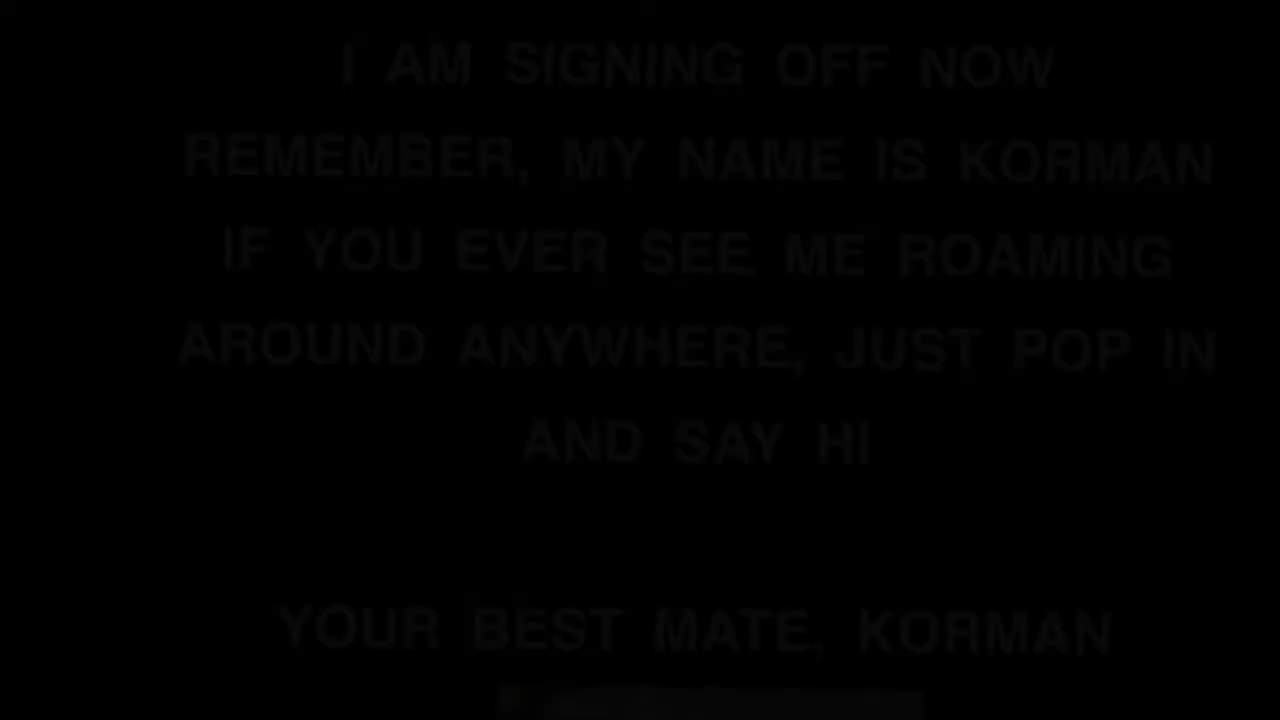 I AM SIGNING OFF NOW
REMEMBER, MY NAME IS KORMAN
IF YOU EVER SEE ME ROAMING
AROUND ANYWHERE, JUST POP IN
AND SAY HI
YOUR BEST MATE, KORMAN